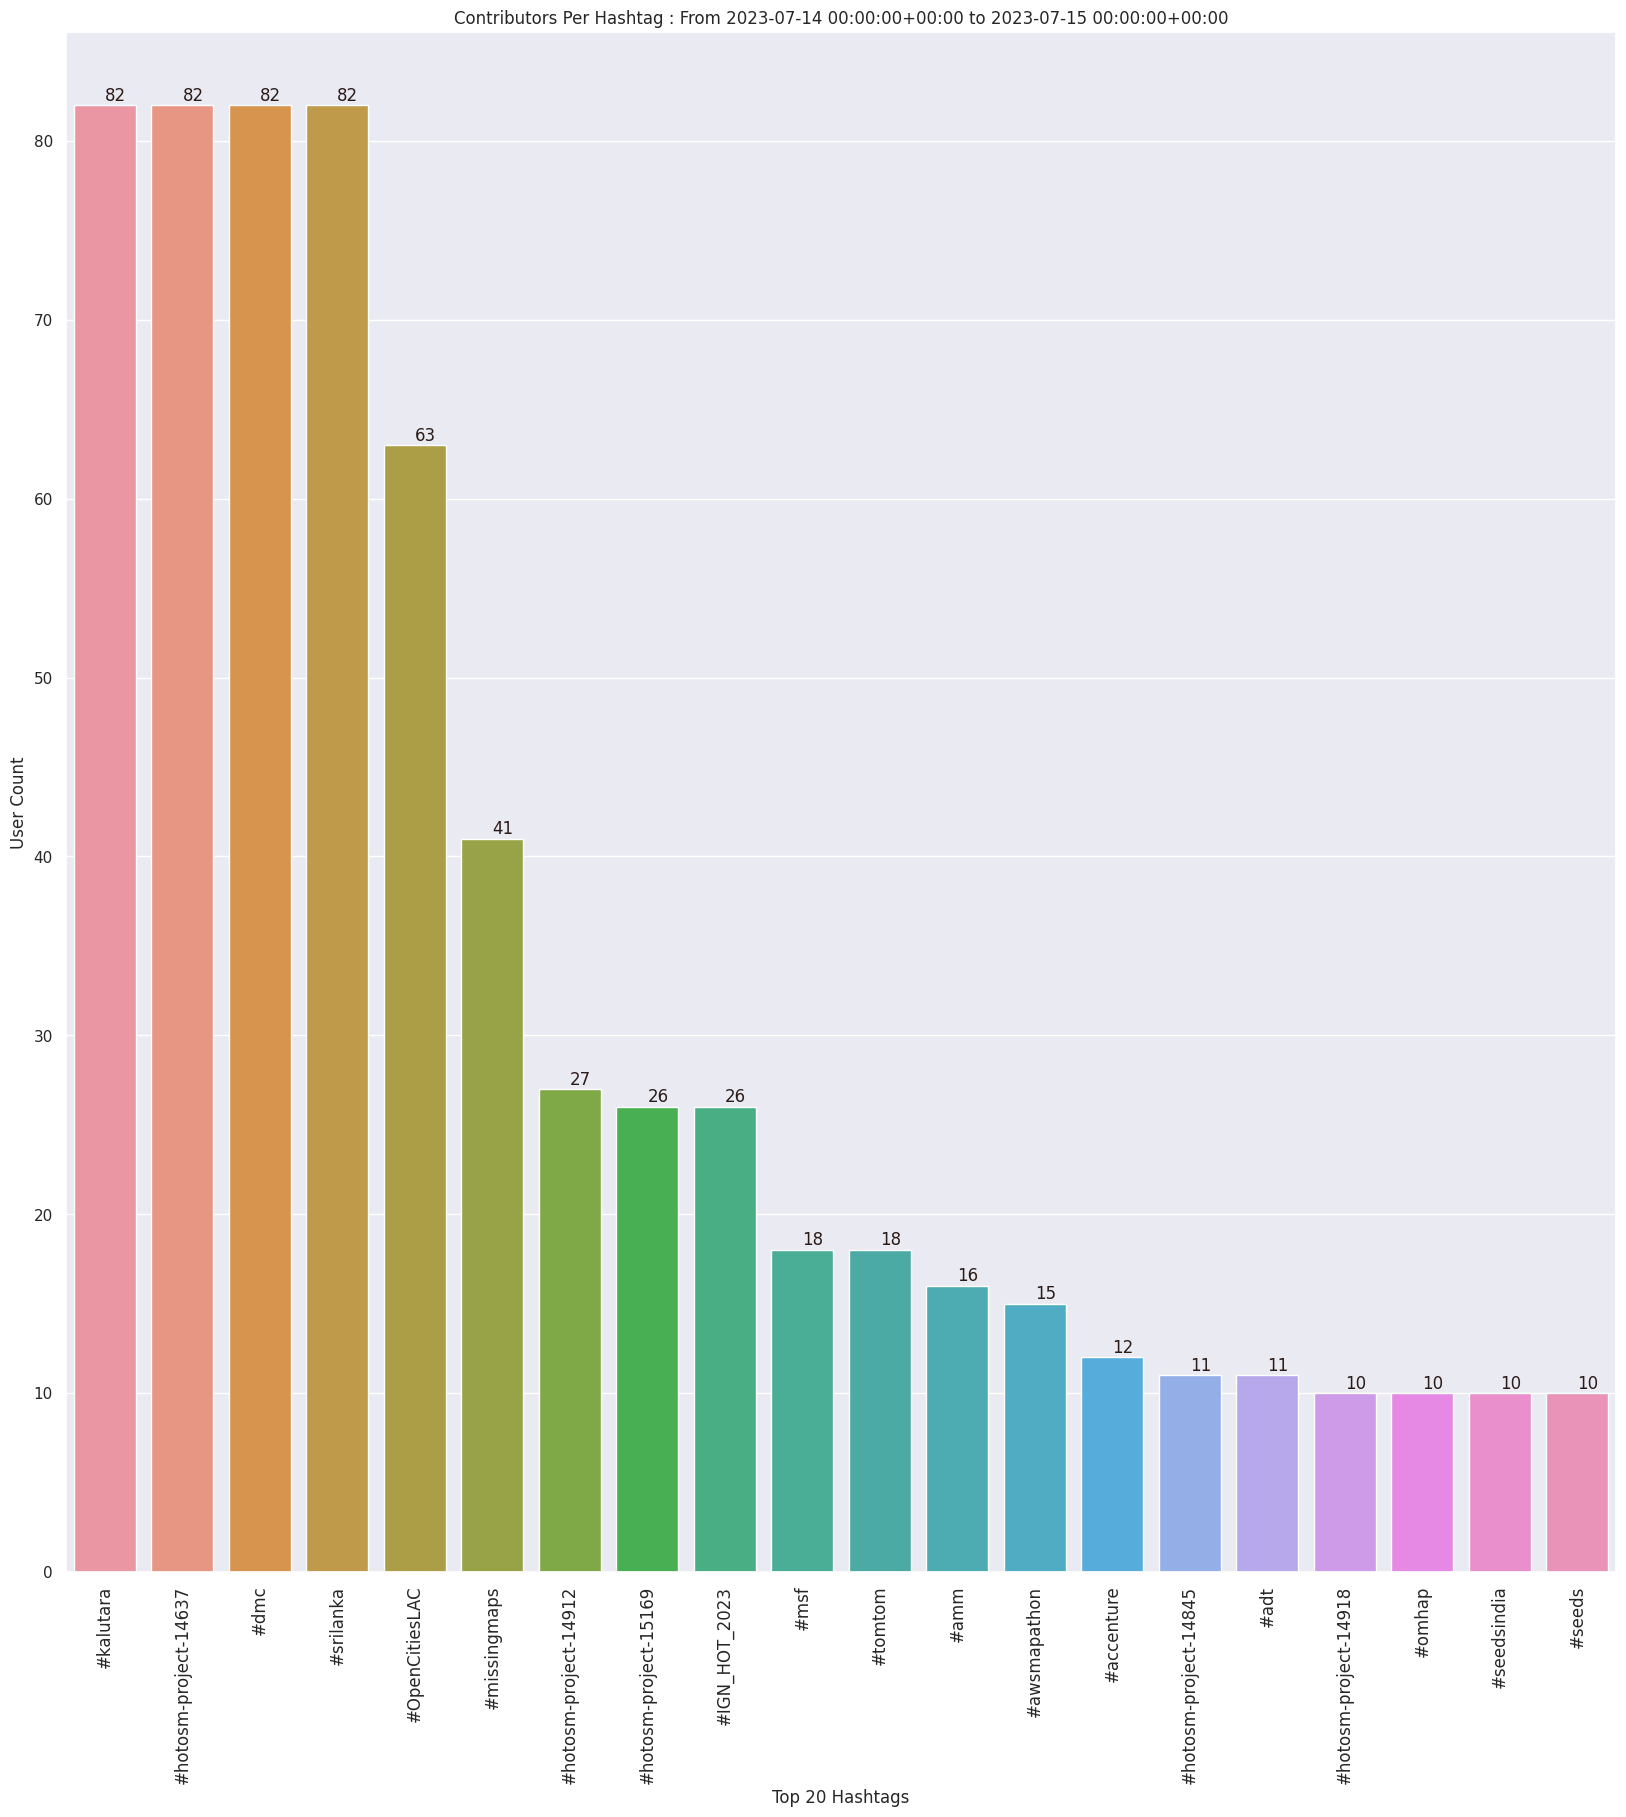 Contributors Per Hashtag : From 2023-07-14 00:00:00+00:00 to 2023-07-15 00:00:00+00:00
User Count
80
70
60
50
40
30
20
10
0
82
82
82
82
63
41
27
26
26
18
18
16
15
12
11
11
10
10
10
10
#kalutara
#hotosm-project-14637
#dmc
#srilanka
#OpenCitiesLAC
#missingmaps
#hotosm-project-14912
#hotosm-project-15169
#IGN_HOT_2023
#msf
#tomtom
#amm
#awsmapathon
#accenture
#hotosm-project-14845
#adt
#hotosm-project-14918
#omhap
#seedsindia
#seeds
Top 20 Hashtags